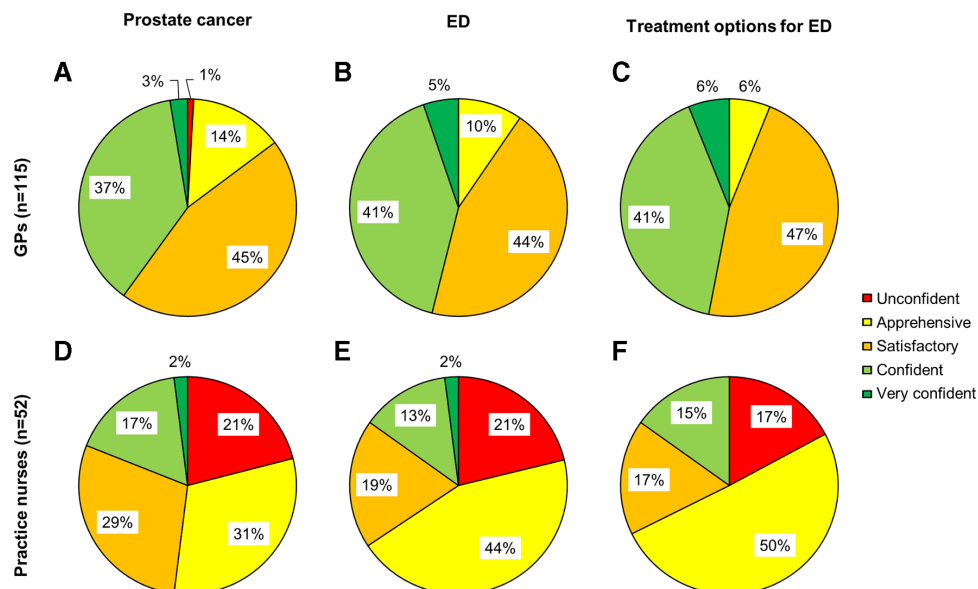 Prostate cancer
ED
Treatment options for ED
A
B
C
GPs (n=115)
3%
1%
14%
37%
45%
5%
10%
41%
44%
6%
6%
41%
47%
Unconfident
Apprehensive
Satisfactory
Confident
Very confident
D
E
F
Practice nurses (n=52)
2%
17%
21%
29%
31%
2%
13%
21%
19%
44%
15%
17%
17%
50%